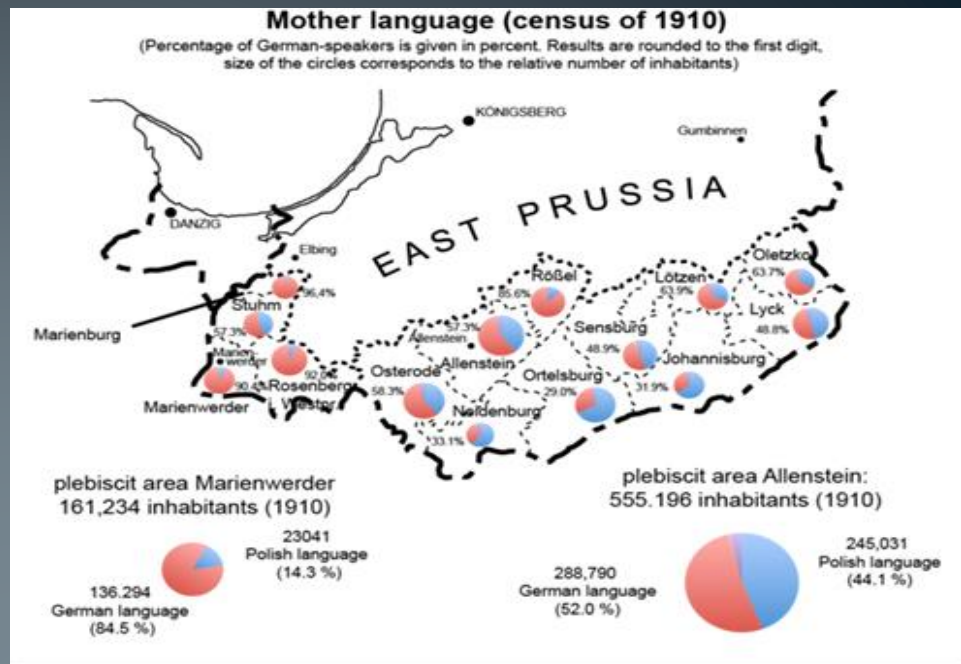 Mother language (census of 1910)
(Percentage of German-speakers is given in percent. Results are rounded to the first digit,
size of the circles corresponds to the relative number of inhabitants)
KÖNIGSBERG
Gumbinnen
DANZIG
EAST PRUSSIA
Elbing
Oletzko
63.7%
Rößel
85.6%
Lötzen
63.9%
96,4%
Stuhm
57.3%
Marienburg
Lyck
48.8%
57.3%
Allenstein
Allenstein
Sensburg
48.9%
Johannisburg
31.9%
Marien-
werder
90.4%
Marienwerder
92.0%
Rosenberg
i. Westpr.
Osterode
58.3%
Ortelsburg
29.0%
Neidenburg
33.1%
plebiscit area Marienwerder
161,234 inhabitants (1910)
23041
Polish language
(14.3 %)
136.294
German language
(84.5 %)
plebiscit area Allenstein:
555.196 inhabitants (1910)
245,031
Polish language
(44.1 %)
288,790
German language
(52.0 %)